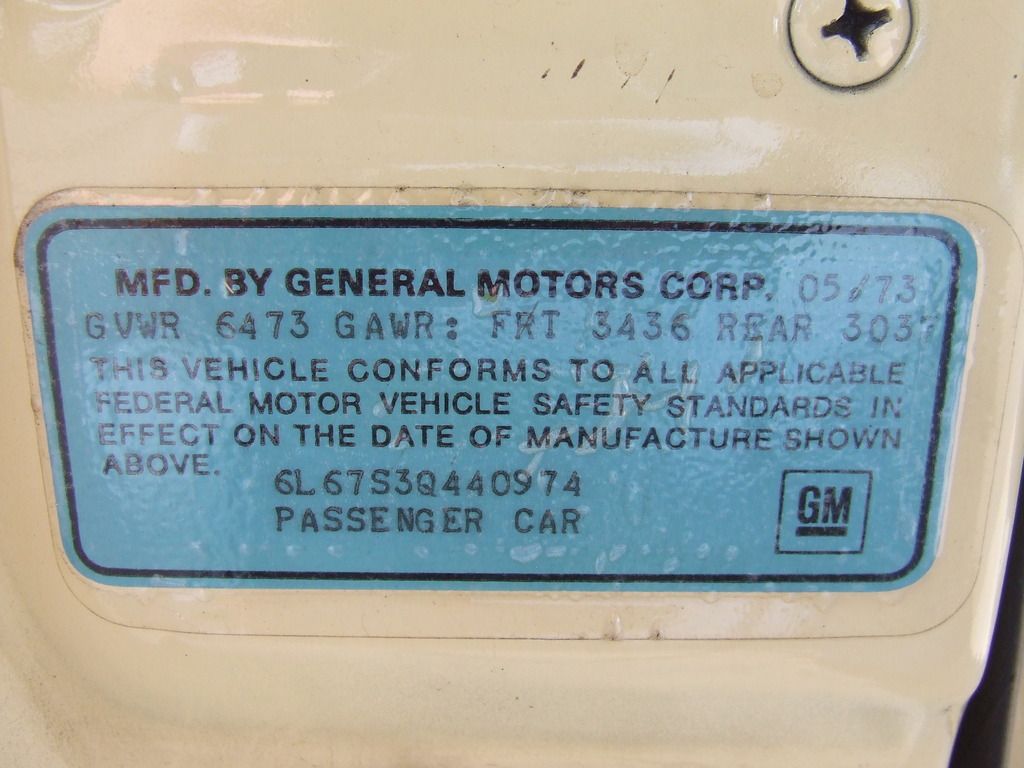 MFD. BY GENERAL MOTORS CORP. 05/73
GVWR 6473 GAWR: FRT 3436 REAR 3037
THIS VEHICLE CONFORMS TO ALL APPLICABLE
FEDERAL MOTOR VEHICLE SAFETY STANDARDS IN
EFFECT ON THE DATE OF MANUFACTURE SHOWN
ABOVE.
6L67S3Q440974
PASSENGER CAR
GM